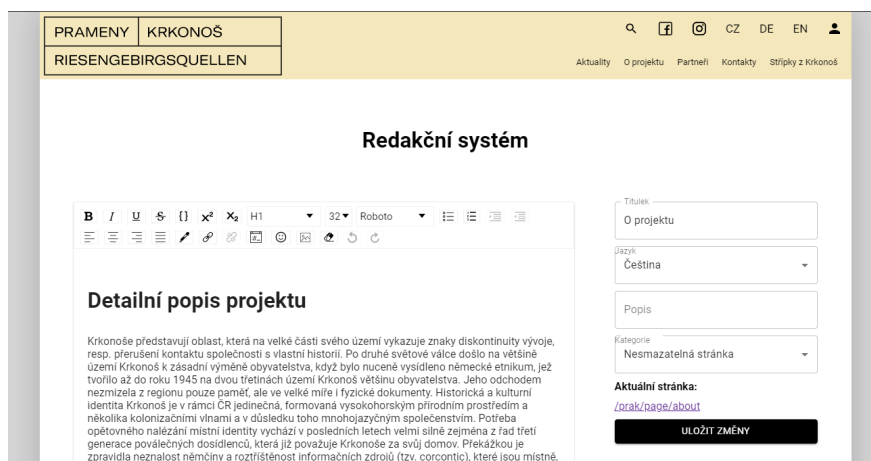 PRAMENY KRKONOŠ
RIESENGEBIRGSQUELLEN
CZ DE EN
Aktuality O projektu Partneři Kontakty Střípky z Krkonoš
Redakční systém
B I U S {} x² X₂ H1 32 Roboto
Detailní popis projektu
Krkonoše představují oblast, která na velké části svého území vykazuje znaky diskontinuity vývoje,
resp. přerušení kontaktu společnosti s vlastní historií. Po druhé světové válce došlo na většině
území Krkonoš k zásadní výměně obyvatelstva, když bylo nuceně vysídleno německé etnikum, jež
tvořilo až do roku 1945 na dvou třetinách území Krkonoš většinu obyvatelstva. Jeho odchodem
nezmizela z regionu pouze paměť, ale ve velké míře i fyzické dokumenty. Historická a kulturní
identita Krkonoš je v rámci ČR jedinečná, formovaná vysokohorským přírodním prostředím a
několika kolonizačními vlnami a v důsledku toho mnohojazyčným společenstvím. Potřeba
opětovného nalézání místní identity vychází v posledních letech velmi silně zejména z řad třetí
generace poválečných dosídlenců, která již považuje Krkonoše za svůj domov. Překážkou je
zpravidla neznalost němčiny a roztříštěnost informačních zdrojů (tzv. corcontic), které jsou místně,
Titulek
O projektu
Jazyk
Čeština
Popis
Kategorie
Nesmazatelná stránka
Aktuální stránka:
/prak/page/about
ULOŽIT ZMĚNY